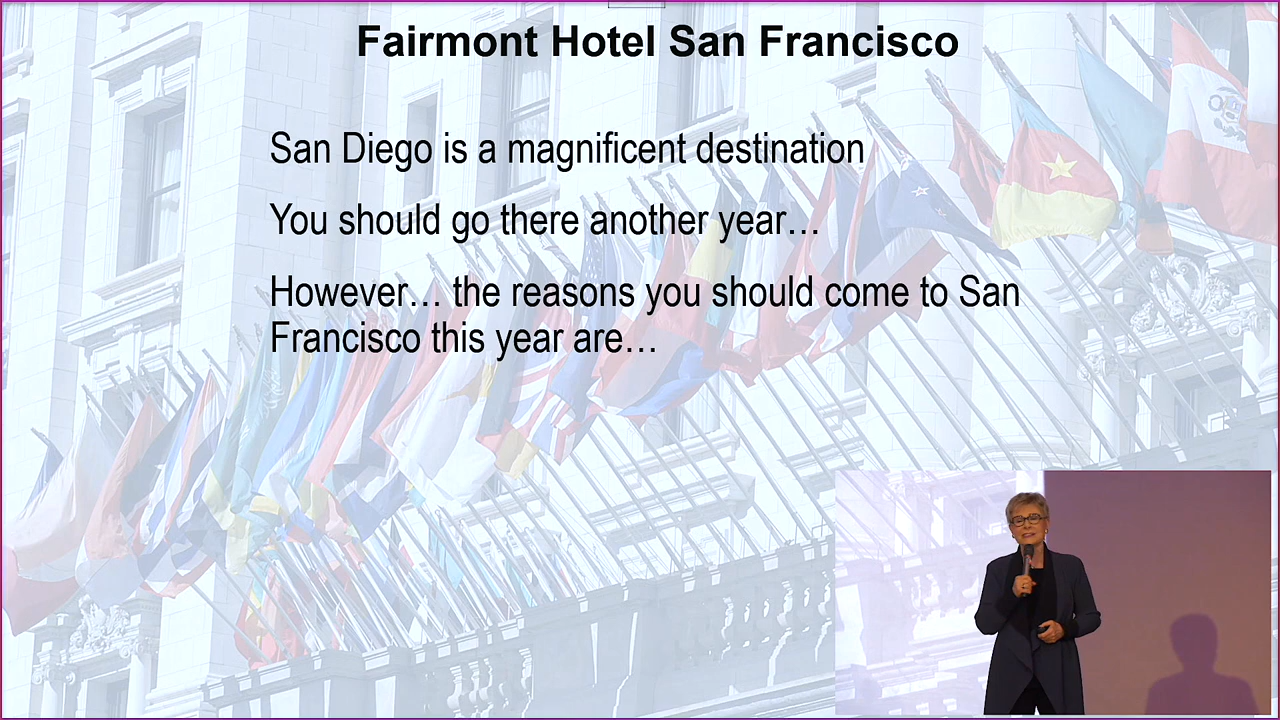 Fairmont Hotel San Francisco
San Diego is a magnificent destination
You should go there another year…
However… the reasons you should come to San
Francisco this year are…